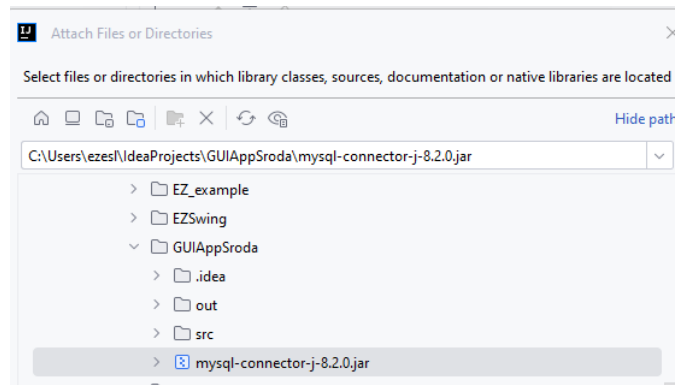 Attach Files or Directories
Select files or directories in which library classes, sources, documentation or native libraries are located
Hide path
C:\Users\ezesl\IdeaProjects\GUIAppSroda\mysql-connector-j-8.2.0.jar
EZ_example
EZSwing
GUIAppSroda
.idea
out
src
mysql-connector-j-8.2.0.jar